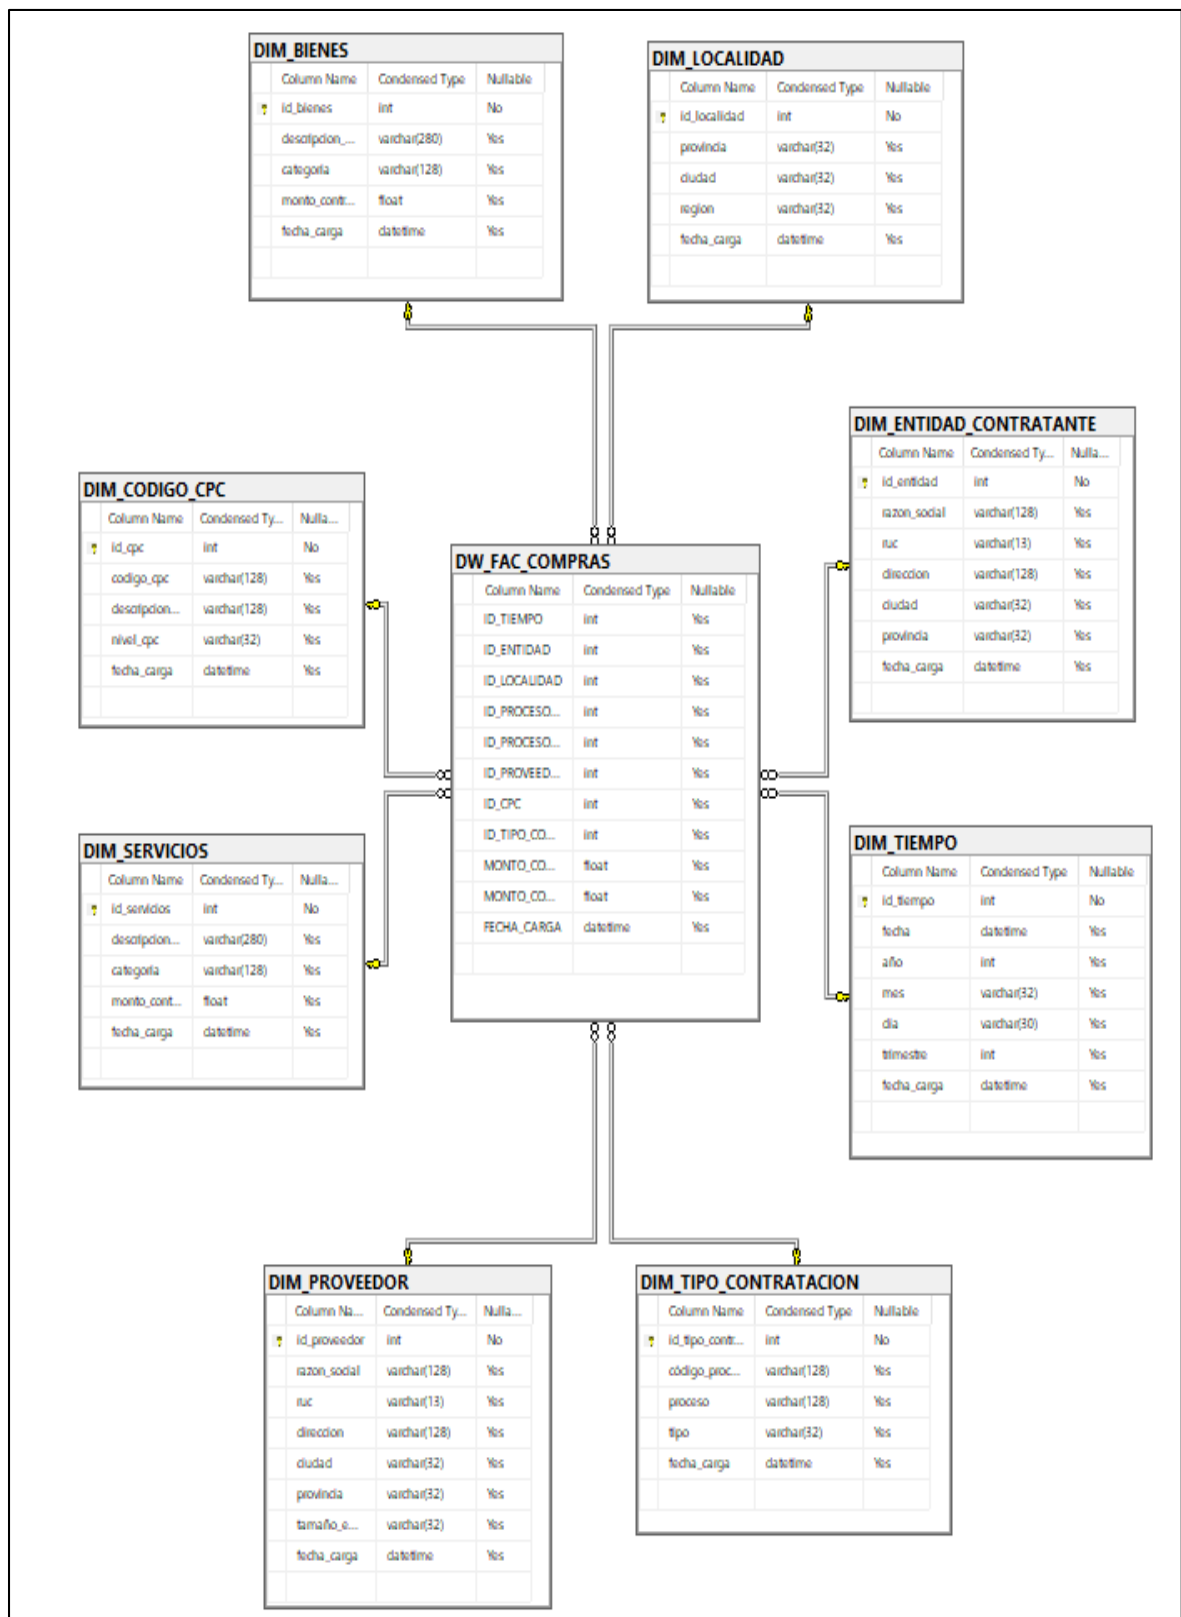 DIM_BIENES
Column Name Condensed Type Nullable
id_bienes int No
descripcion_... varchar(280) Yes
categoria varchar(128) Yes
monto_contr... float Yes
fecha_carga datetime Yes
DIM_LOCALIDAD
Column Name Condensed Type Nullable
id_localidad int No
provincia varchar(32) Yes
ciudad varchar(32) Yes
region varchar(32) Yes
fecha_carga datetime Yes
DIM_ENTIDAD_CONTRATANTE
Column Name Condensed Ty... Nulla...
id_entidad int No
razon_social varchar(128) Yes
ruc varchar(13) Yes
direccion varchar(128) Yes
ciudad varchar(32) Yes
provincia varchar(32) Yes
fecha_carga datetime Yes
DIM_CODIGO_CPC
Column Name Condensed Ty... Nulla...
id_cpc int No
codigo_cpc varchar(128) Yes
descripcion... varchar(128) Yes
nivel_cpc varchar(32) Yes
fecha_carga datetime Yes
DW_FAC_COMPRAS
Column Name Condensed Type Nullable
ID_TIEMPO int Yes
ID_ENTIDAD int Yes
ID_LOCALIDAD int Yes
ID_PROCESO... int Yes
ID_PROCESO... int Yes
ID_PROVEED... int Yes
ID_CPC int Yes
ID_TIPO_CO... int Yes
MONTO_CO... float Yes
MONTO_CO... float Yes
FECHA_CARGA datetime Yes
DIM_SERVICIOS
Column Name Condensed Ty... Nulla...
id_servicios int No
descripcion... varchar(280) Yes
categoria varchar(128) Yes
monto_cont... float Yes
fecha_carga datetime Yes
DIM_TIEMPO
Column Name Condensed Type Nullable
id_tiempo int No
fecha datetime Yes
año int Yes
mes varchar(32) Yes
dia varchar(30) Yes
trimestre int Yes
fecha_carga datetime Yes
DIM_PROVEEDOR
Column Na... Condensed Ty... Nulla...
id_proveedor int No
razon_social varchar(128) Yes
ruc varchar(13) Yes
direccion varchar(128) Yes
ciudad varchar(32) Yes
provincia varchar(32) Yes
tamaño_e... varchar(32) Yes
fecha_carga datetime Yes
DIM_TIPO_CONTRATACION
Column Name Condensed Type Nullable
id_tipo_contr... int No
código_proc... varchar(128) Yes
proceso varchar(128) Yes
tipo varchar(32) Yes
fecha_carga datetime Yes